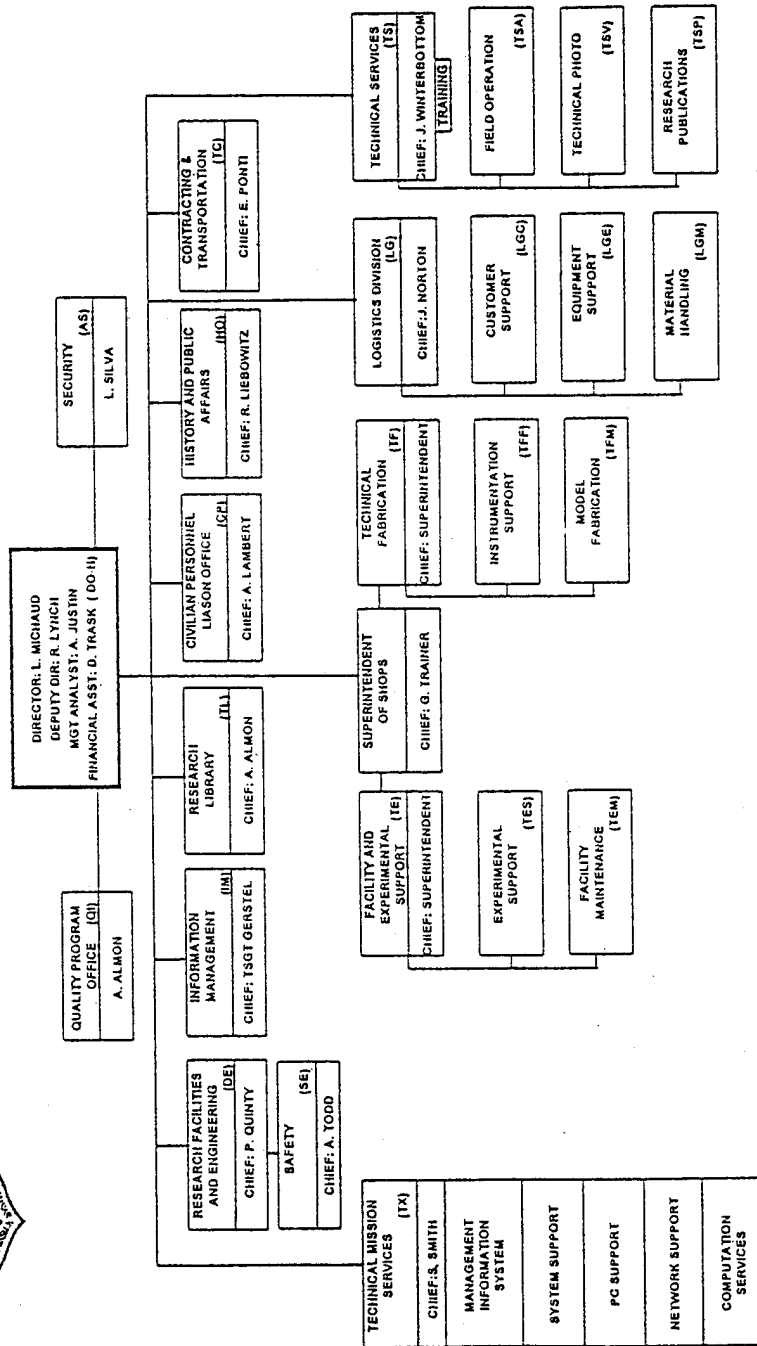 DIRECTOR: L. MICHAUD
DEPUTY DIR: R. LYNCH
MGT ANALYST: A. JUSTIN
FINANCIAL ASST: D. TRASK ( DO-II)
QUALITY PROGRAM
OFFICE (QI)
A. ALMON
SECURITY
(AS)
L. SILVA
RESEARCH FACILITIES
AND ENGINEERING
(DE)
CHIEF: P. QUINTY
SAFETY
(SE)
CHIEF: A. TODD
INFORMATION
MANAGEMENT
(IM)
CHIEF: TSGT GERSTEL
RESEARCH
LIBRARY
(TL)
CHIEF: A. ALMON
CIVILIAN PERSONNEL
LIASON OFFICE
(CP)
CHIEF: A. LAMBERT
HISTORY AND PUBLIC
AFFAIRS
(HO)
CHIEF: R. LIEBOWITZ
CONTRACTING &
TRANSPORTATION
(TC)
CHIEF: E. PONTI
TECHNICAL MISSION
SERVICES
(TX)
CHIEF:S. SMITH
MANAGEMENT
INFORMATION
SYSTEM
SYSTEM SUPPORT
PC SUPPORT
NETWORK SUPPORT
COMPUTATION
SERVICES
FACILITY AND
EXPERIMENTAL
SUPPORT
(TE)
CHIEF: SUPERINTENDENT
EXPERIMENTAL
SUPPORT
(TES)
FACILITY
MAINTENANCE
(TEM)
SUPERINTENDENT
OF SHOPS
CHIEF: G. TRAINER
TECHNICAL
FABRICATION
(TF)
CHIEF: SUPERINTENDENT
INSTRUMENTATION
SUPPORT
(TFF)
MODEL
FABRICATION
(TFM)
LOGISTICS DIVISION
(LG)
CHIEF:J. NORTON
CUSTOMER
SUPPORT
(LGC)
EQUIPMENT
SUPPORT
(LGE)
MATERIAL
HANDLING
(LGM)
TECHNICAL SERVICES
(TS)
CHIEF: J. WINTERBOTTOM
TRAINING
FIELD OPERATION
(TSA)
TECHNICAL PHOTO
(TSV)
RESEARCH
PUBLICATIONS
(TSP)